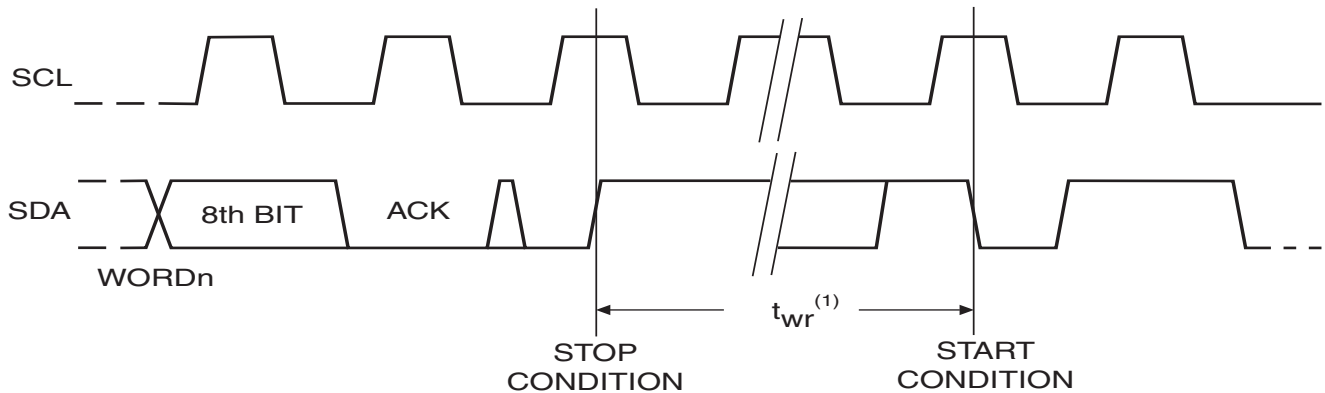 SCL
SDA
8th BIT
ACK
WORDn
twr(1)
STOP
CONDITION
START
CONDITION